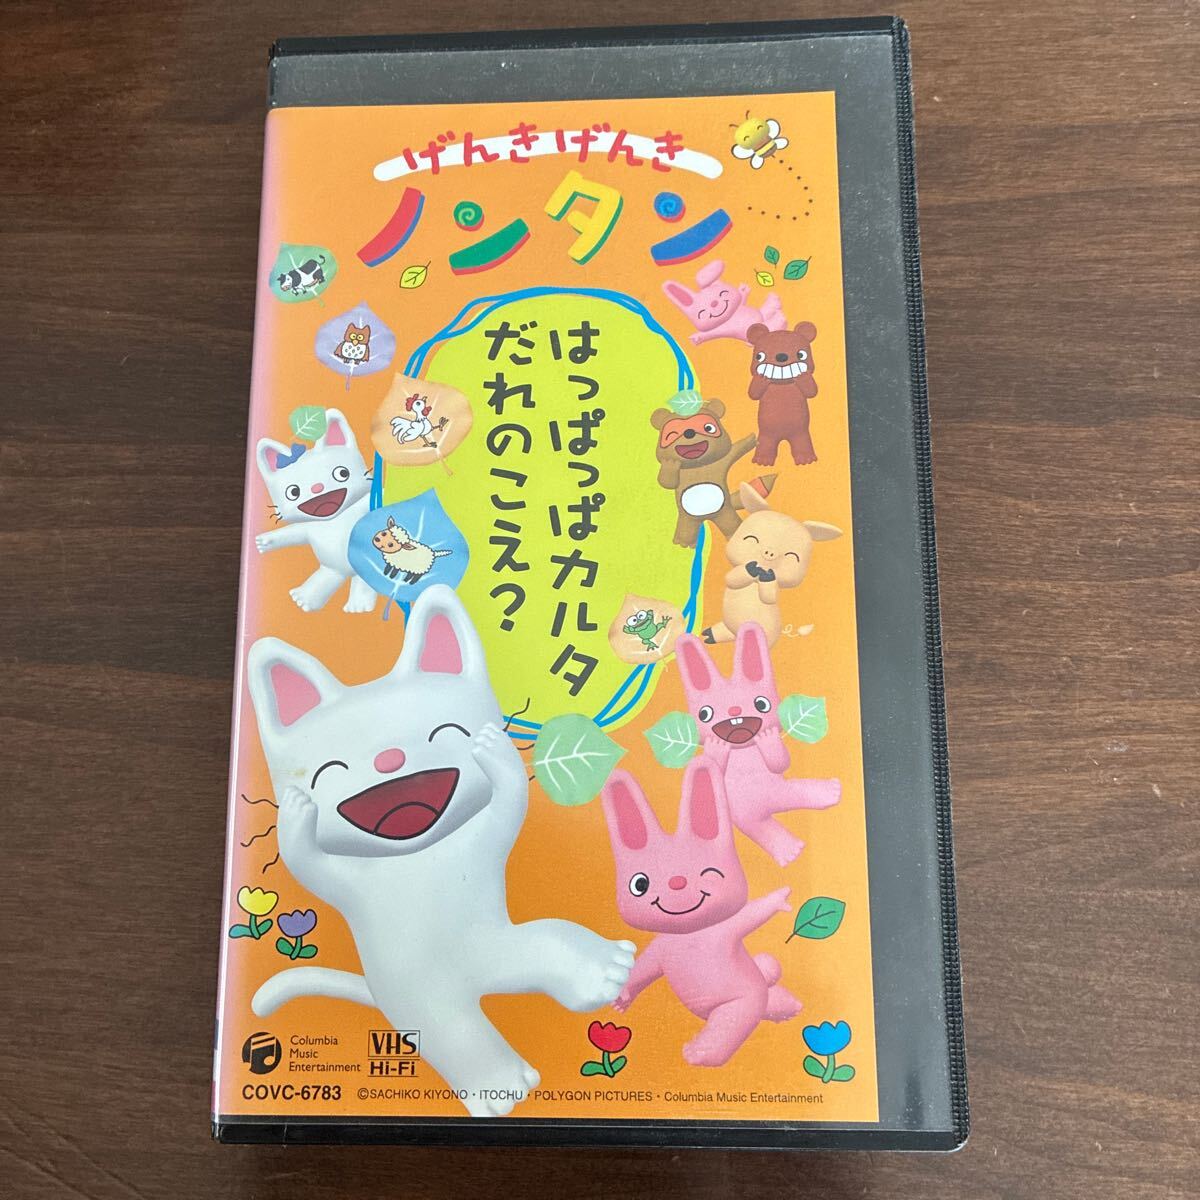 げんきげんき
ノンタン
はっぱっぱカルタ
だれのこえ?
Columbia
Music
Entertainment
VHS
Hi-Fi
COVC-6783
©SACHIKO KIYONO・ITOCHU・POLYGON PICTURES・Columbia Music Entertainment